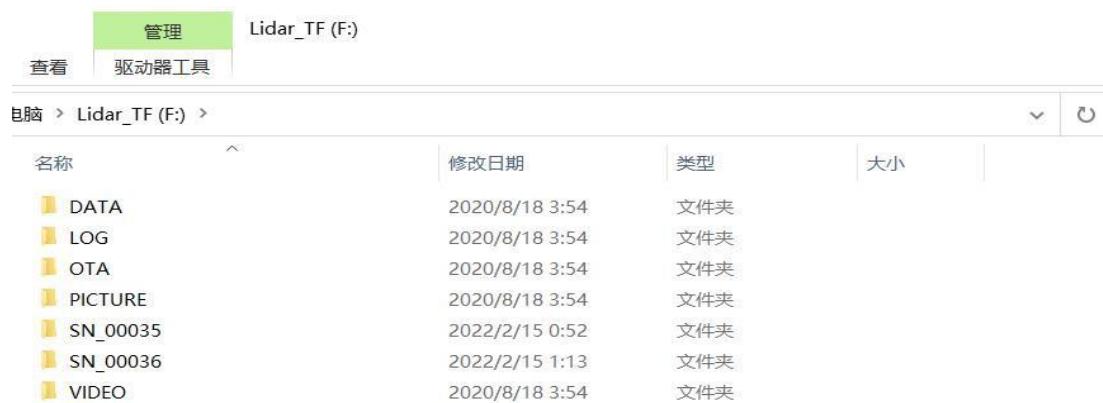 管理 Lidar_TF (F:)
查看 驱动器工具
电脑 > Lidar_TF (F:) >
名称 修改日期 类型 大小
DATA 2020/8/18 3:54 文件夹
LOG 2020/8/18 3:54 文件夹
OTA 2020/8/18 3:54 文件夹
PICTURE 2020/8/18 3:54 文件夹
SN_00035 2022/2/15 0:52 文件夹
SN_00036 2022/2/15 1:13 文件夹
VIDEO 2020/8/18 3:54 文件夹